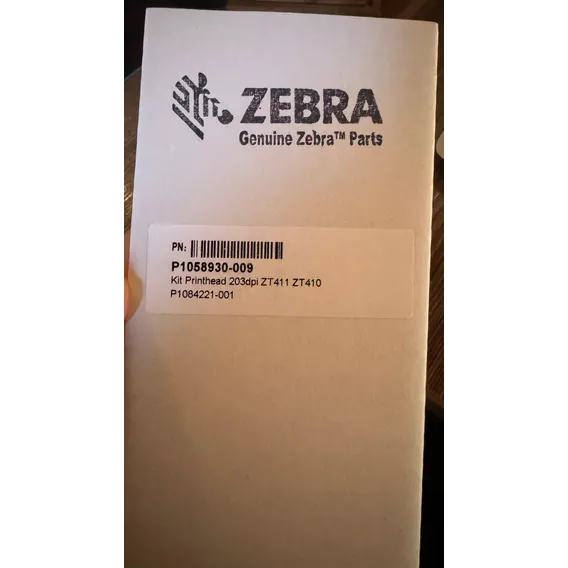 ZEBRA
Genuine Zebra™ Parts
PN:
P1058930-009
Kit Printhead 203dpi ZT411 ZT410
P1084221-001